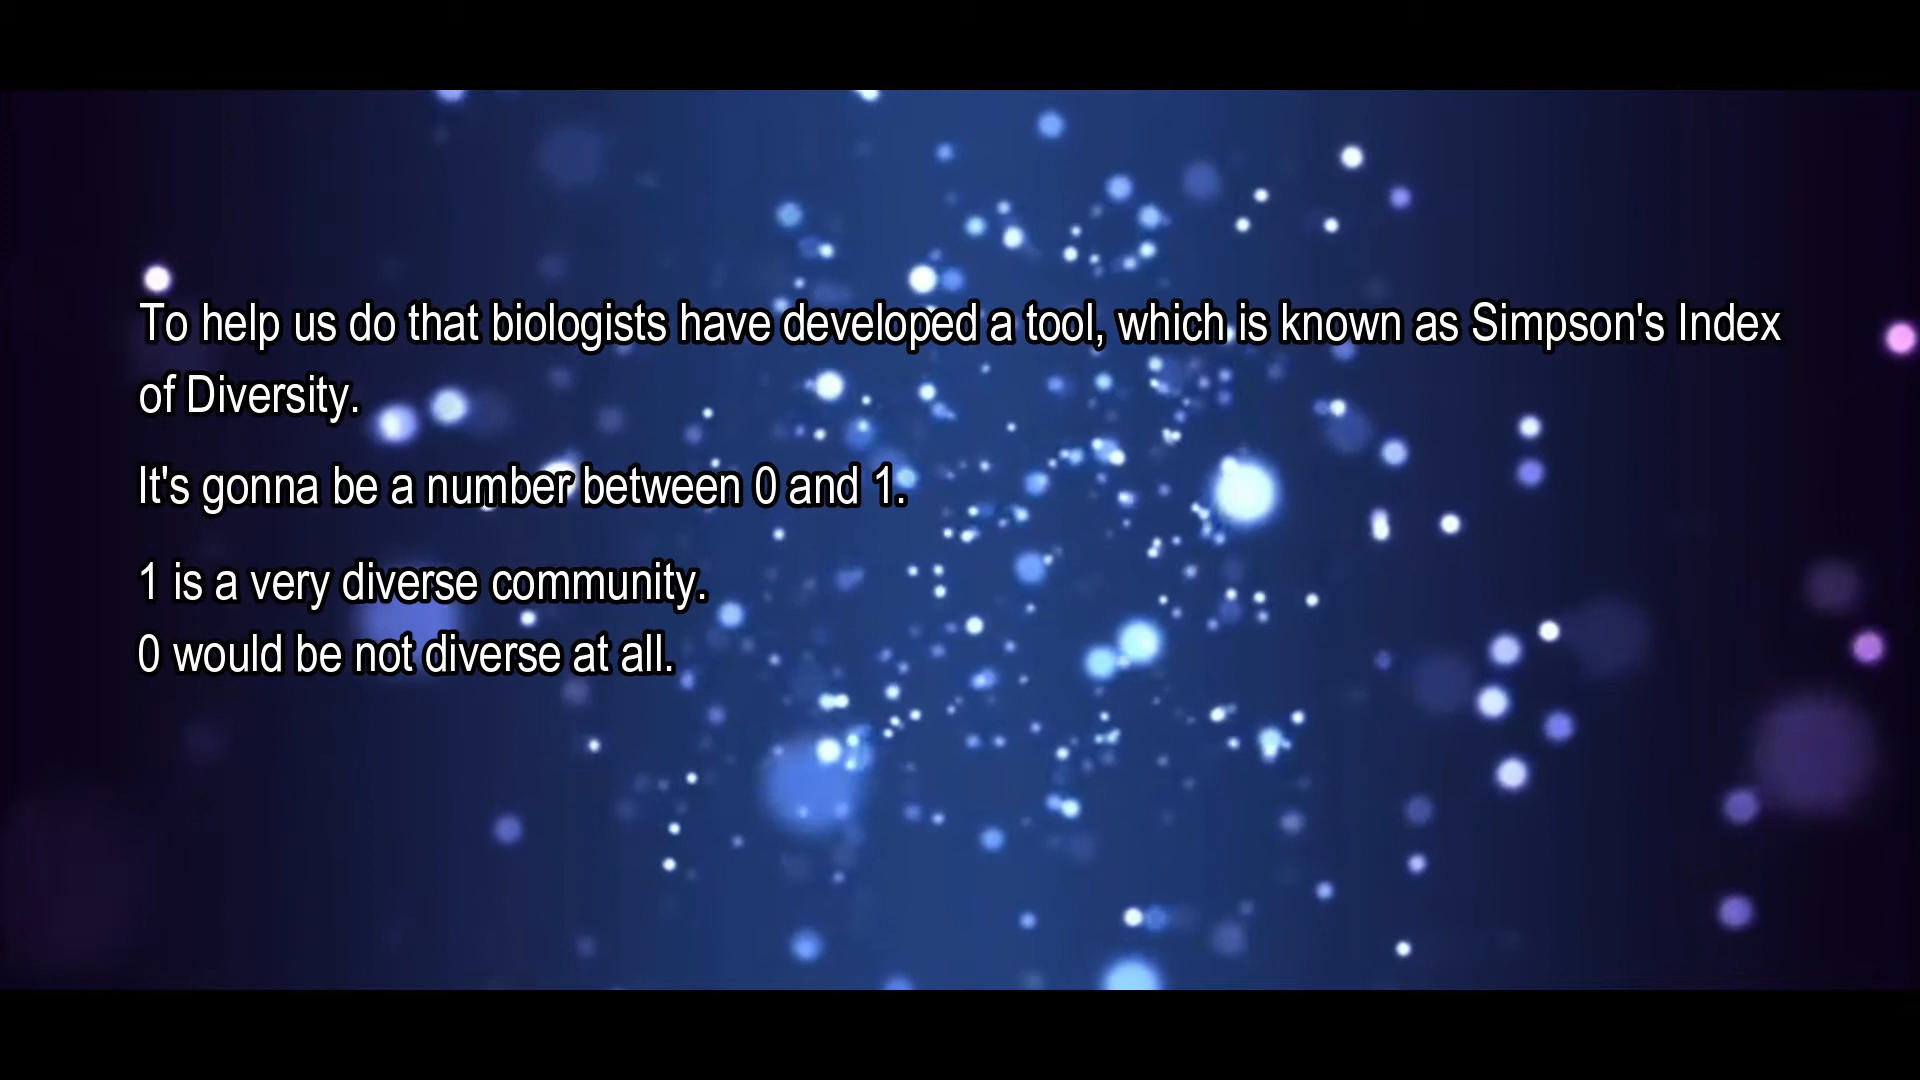 To help us do that biologists have developed a tool, which is known as Simpson's Index
of Diversity.
It's gonna be a number between 0 and 1.
1 is a very diverse community.
0 would be not diverse at all.